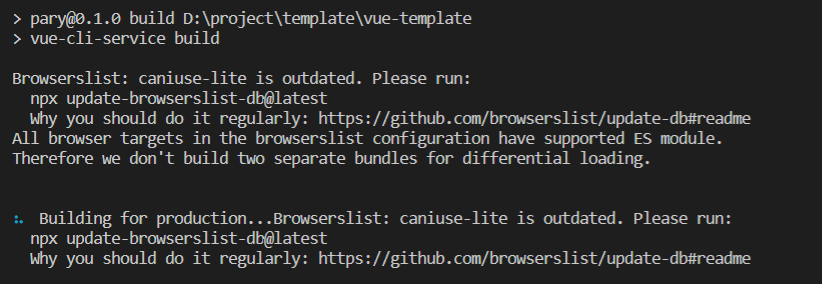 > pary@0.1.0 build D:\project\template\vue-template
> vue-cli-service build
Browserslist: caniuse-lite is outdated. Please run:
npx update-browserslist-db@latest
Why you should do it regularly: https://github.com/browserslist/update-db#readme
All browser targets in the browserslist configuration have supported ES module.
Therefore we don't build two separate bundles for differential loading.
Building for production...Browserslist: caniuse-lite is outdated. Please run:
npx update-browserslist-db@latest
Why you should do it regularly: https://github.com/browserslist/update-db#readme